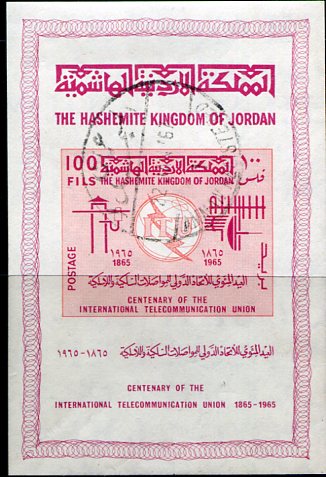 المملكة الأردنية الهاشمية
THE HASHEMITE KINGDOM OF JORDAN
100 المملكة الأردنية الهاشمية ١٠٠
FILS THE HASHEMITE KINGDOM OF JORDAN فلس
POSTAGE
ITU
١٩٦٥ ١٨٦٥
1865 1965
العيد المئوي للاتحاد الدولي للمواصلات السلكية واللاسلكية
CENTENARY OF THE
INTERNATIONAL TELECOMMUNICATION UNION
العيد المئوي للاتحاد الدولي للمواصلات السلكية واللاسلكية ١٨٦٥-١٩٦٥
CENTENARY OF THE
INTERNATIONAL TELECOMMUNICATION UNION 1865-1965